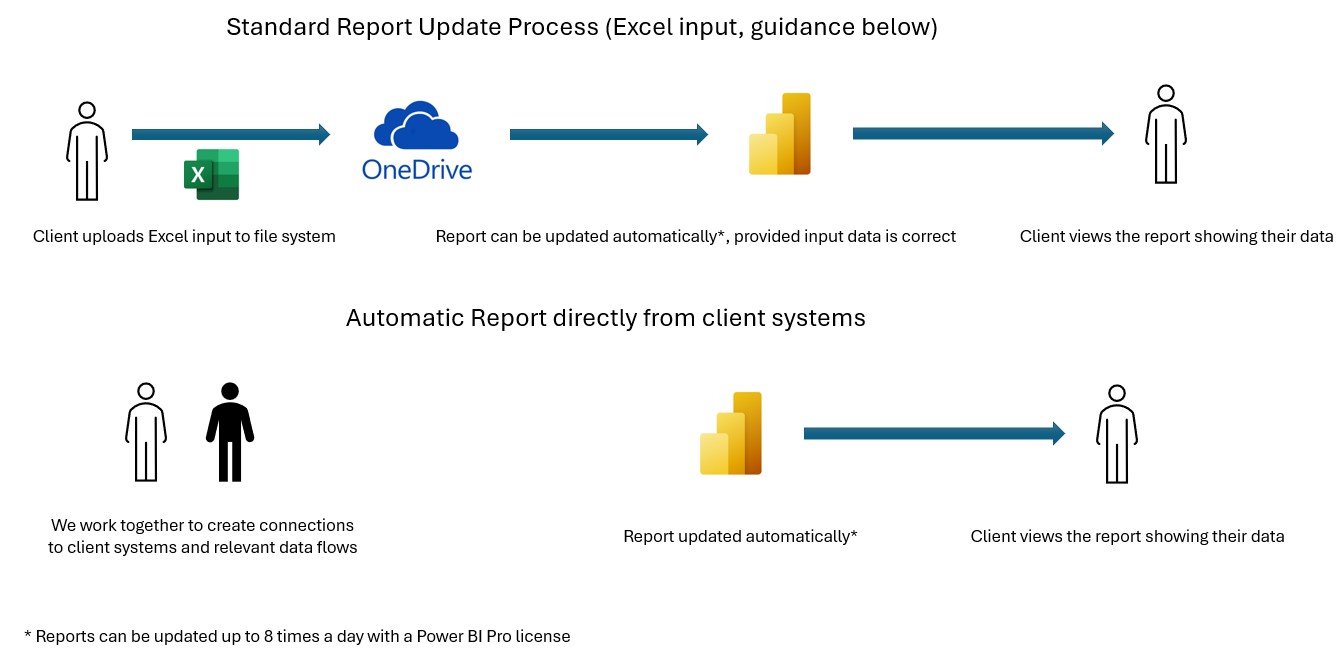 Standard Report Update Process (Excel input, guidance below)
X
OneDrive
Client uploads Excel input to file system
Report can be updated automatically*, provided input data is correct
Client views the report showing their data
Automatic Report directly from client systems
We work together to create connections
to client systems and relevant data flows
Report updated automatically*
Client views the report showing their data
* Reports can be updated up to 8 times a day with a Power BI Pro license